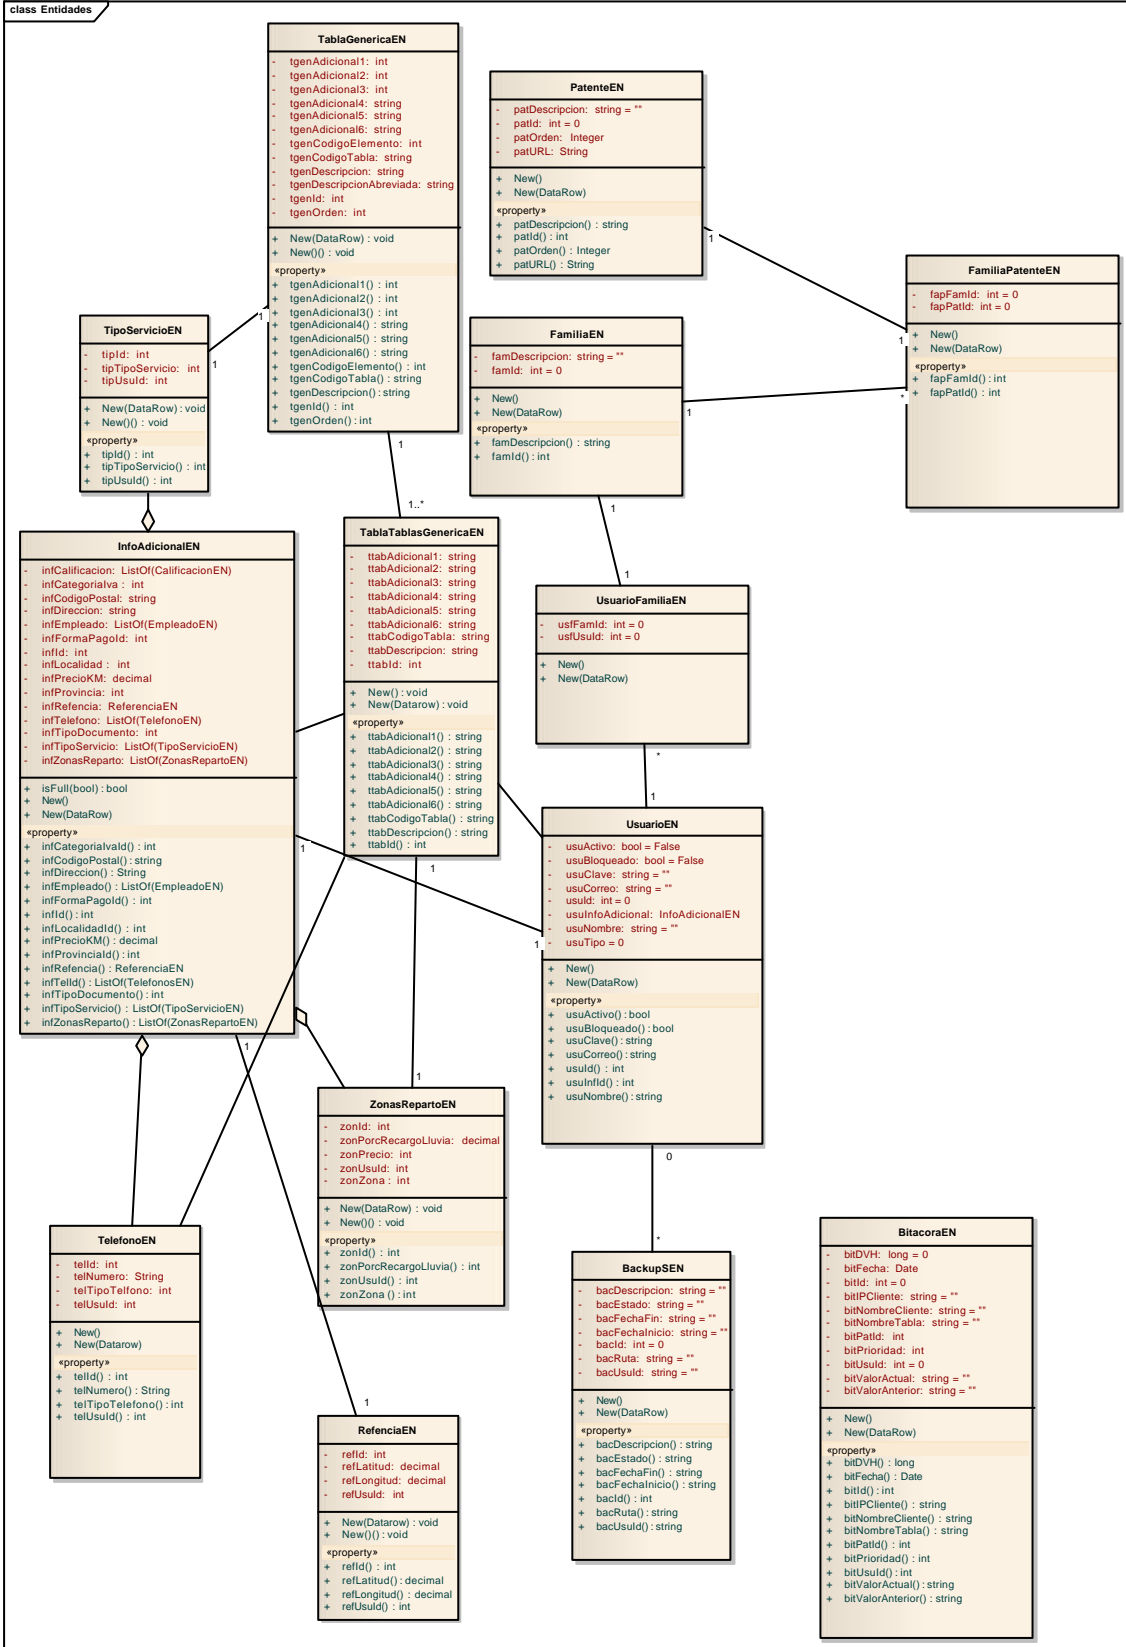 class Entidades
TablaGenericaEN
- tgenAdicional1: int
- tgenAdicional2: int
- tgenAdicional3: int
- tgenAdicional4: string
- tgenAdicional5: string
- tgenAdicional6: string
- tgenCodigoElemento: int
- tgenCodigoTabla: string
- tgenDescripcion: string
- tgenDescripcionAbreviada: string
- tgenId: int
- tgenOrden: int
+ New(DataRow) : void
+ New()() : void
«property»
+ tgenAdicional1() : int
+ tgenAdicional2() : int
+ tgenAdicional3() : int
+ tgenAdicional4() : string
+ tgenAdicional5() : string
+ tgenAdicional6() : string
+ tgenCodigoElemento() : int
+ tgenCodigoTabla() : string
+ tgenDescripcion() : string
+ tgenId() : int
+ tgenOrden() : int
PatenteEN
- patDescripcion: string = ""
- patId: int = 0
- patOrden: Integer
- patURL: String
+ New()
+ New(DataRow)
«property»
+ patDescripcion() : string
+ patId() : int
+ patOrden() : Integer
+ patURL() : String
1
1
FamiliaPatenteEN
- fapFamId: int = 0
- fapPatId: int = 0
+ New()
+ New(DataRow)
«property»
+ fapFamId() : int
+ fapPatId() : int
*
1
FamiliaEN
- famDescripcion: string = ""
- famId: int = 0
+ New()
+ New(DataRow)
«property»
+ famDescripcion() : string
+ famId() : int
1
1
TipoServicioEN
- tipId: int
- tipTipoServicio: int
- tipUsuId: int
+ New(DataRow) : void
+ New()() : void
«property»
+ tipId() : int
+ tipTipoServicio() : int
+ tipUsuId() : int
1
1
1
1..*
InfoAdicionalEN
- infCalificacion: ListOf(CalificacionEN)
- infCategoriaIva : int
- infCodigoPostal: string
- infDireccion: string
- infEmpleado: ListOf(EmpleadoEN)
- infFormaPagoId: int
- infId: int
- infLocalidad : int
- infPrecioKM: decimal
- infProvincia: int
- infRefencia: ReferenciaEN
- infTelefono: ListOf(TelefonoEN)
- infTipoDocumento: int
- infTipoServicio: ListOf(TipoServicioEN)
- infZonasReparto: ListOf(ZonasRepartoEN)
+ isFull(bool) : bool
+ New()
+ New(DataRow)
«property»
+ infCategoriaIvaId() : int
+ infCodigoPostal() : string
+ infDireccion() : String
+ infEmpleado() : ListOf(EmpleadoEN)
+ infFormaPagoId() : int
+ infId() : int
+ infLocalidadId() : int
+ infPrecioKM() : decimal
+ infProvinciaId() : int
+ infRefencia() : ReferenciaEN
+ infTelId() : ListOf(TelefonosEN)
+ infTipoDocumento() : int
+ infTipoServicio() : ListOf(TipoServicioEN)
+ infZonasReparto() : ListOf(ZonasRepartoEN)
TablaTablasGenericaEN
- ttabAdicional1: string
- ttabAdicional2: string
- ttabAdicional3: string
- ttabAdicional4: string
- ttabAdicional5: string
- ttabAdicional6: string
- ttabCodigoTabla: string
- ttabDescripcion: string
- ttabId: int
+ New() : void
+ New(Datarow) : void
«property»
+ ttabAdicional1() : string
+ ttabAdicional2() : string
+ ttabAdicional3() : string
+ ttabAdicional4() : string
+ ttabAdicional5() : string
+ ttabAdicional6() : string
+ ttabCodigoTabla() : string
+ ttabDescripcion() : string
+ ttabId() : int
UsuarioFamiliaEN
- usfFamId: int = 0
- usfUsuId: int = 0
+ New()
+ New(DataRow)
*
1
UsuarioEN
- usuActivo: bool = False
- usuBloqueado: bool = False
- usuClave: string = ""
- usuCorreo: string = ""
- usuId: int = 0
- usuInfoAdicional: InfoAdicionalEN
- usuNombre: string = ""
- usuTipo = 0
+ New()
+ New(DataRow)
«property»
+ usuActivo() : bool
+ usuBloqueado() : bool
+ usuClave() : string
+ usuCorreo() : string
+ usuId() : int
+ usuInfId() : int
+ usuNombre() : string
1
1
1
1
1
0
*
ZonasRepartoEN
- zonId: int
- zonPorcRecargoLluvia: decimal
- zonPrecio: int
- zonUsuId: int
- zonZona : int
+ New(DataRow) : void
+ New()() : void
«property»
+ zonId() : int
+ zonPorcRecargoLluvia() : int
+ zonUsuId() : int
+ zonZona () : int
TelefonoEN
- telId: int
- telNumero: String
- telTipoTelfono: int
- telUsuId: int
+ New()
+ New(Datarow)
«property»
+ telId() : int
+ telNumero() : String
+ telTipoTelefono() : int
+ telUsuId() : int
1
RefenciaEN
- refId: int
- refLatitud: decimal
- refLongitud: decimal
- refUsuId: int
+ New(Datarow) : void
+ New()() : void
«property»
+ refId() : int
+ refLatitud() : decimal
+ refLongitud() : decimal
+ refUsuId() : int
BackupSEN
- bacDescripcion: string = ""
- bacEstado: string = ""
- bacFechaFin: string = ""
- bacFechaInicio: string = ""
- bacId: int = 0
- bacRuta: string = ""
- bacUsuId: string = ""
+ New()
+ New(DataRow)
«property»
+ bacDescripcion() : string
+ bacEstado() : string
+ bacFechaFin() : string
+ bacFechaInicio() : string
+ bacId() : int
+ bacRuta() : string
+ bacUsuId() : string
BitacoraEN
- bitDVH: long = 0
- bitFecha: Date
- bitId: int = 0
- bitIPCliente: string = ""
- bitNombreCliente: string = ""
- bitNombreTabla: string = ""
- bitPatId: int
- bitPrioridad: int
- bitUsuId: int = 0
- bitValorActual: string = ""
- bitValorAnterior: string = ""
+ New()
+ New(DataRow)
«property»
+ bitDVH() : long
+ bitFecha() : Date
+ bitId() : int
+ bitIPCliente() : string
+ bitNombreCliente() : string
+ bitNombreTabla() : string
+ bitPatId() : int
+ bitPrioridad() : int
+ bitUsuId() : int
+ bitValorActual() : string
+ bitValorAnterior() : string